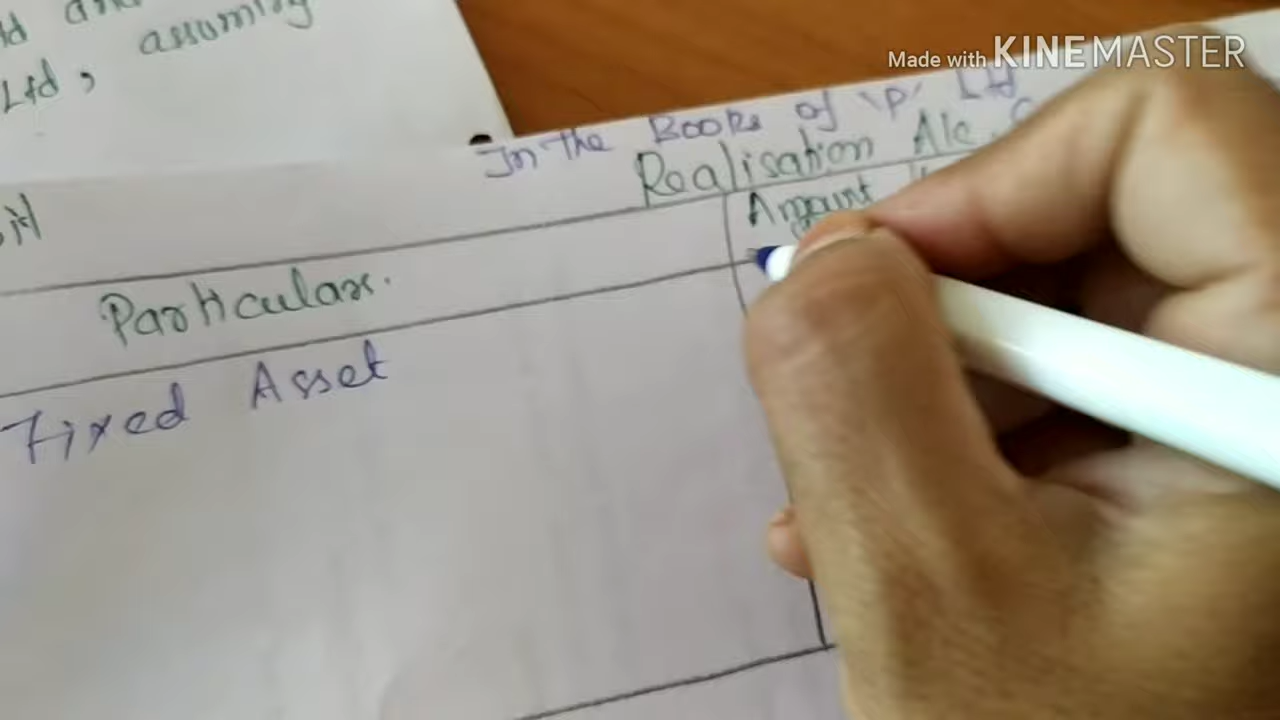 assuming
Ltd,
Made with KINEMASTER
In the Books of 'P' Ltd
Realisation A/c
Amount
Particulars.
Fixed Asset